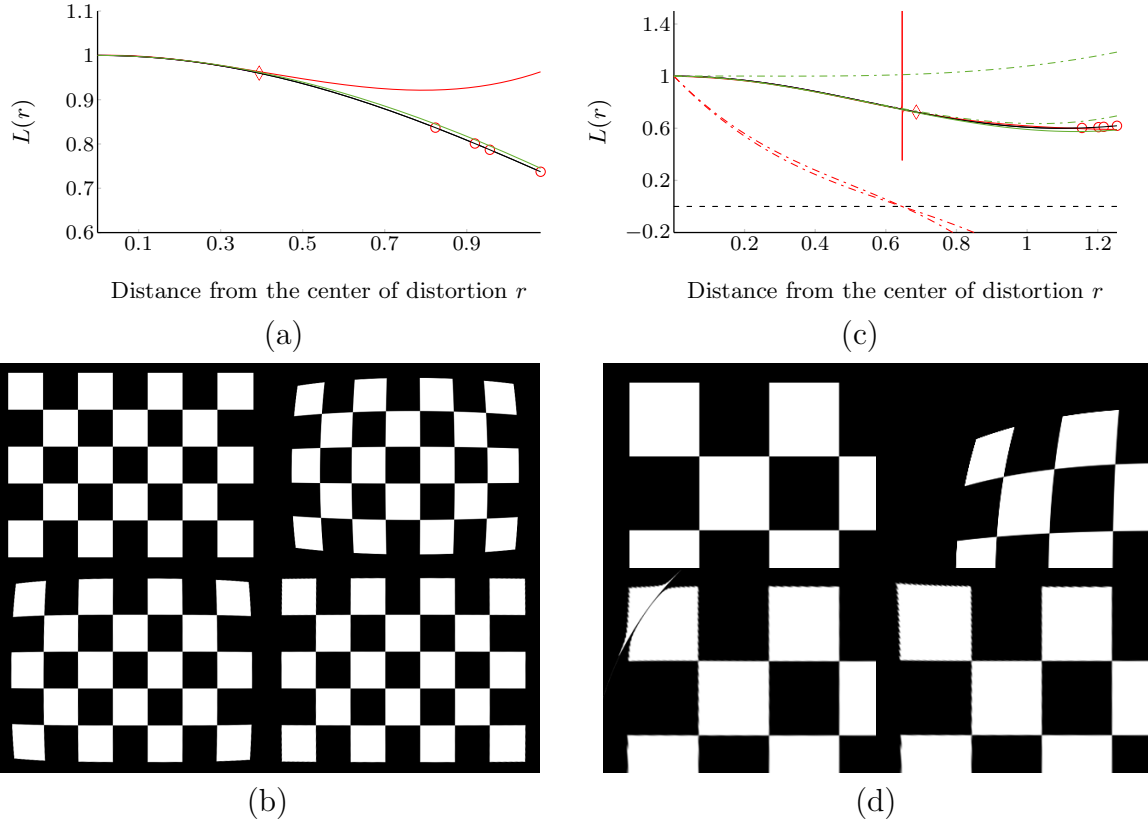 1.1
1
0.9
0.8
0.7
0.6
L(r)
0.1 0.3 0.5 0.7 0.9
Distance from the center of distortion r
(a)
1.4
1
0.6
0.2
−0.2
L(r)
0.2 0.4 0.6 0.8 1 1.2
Distance from the center of distortion r
(c)
(b)
(d)